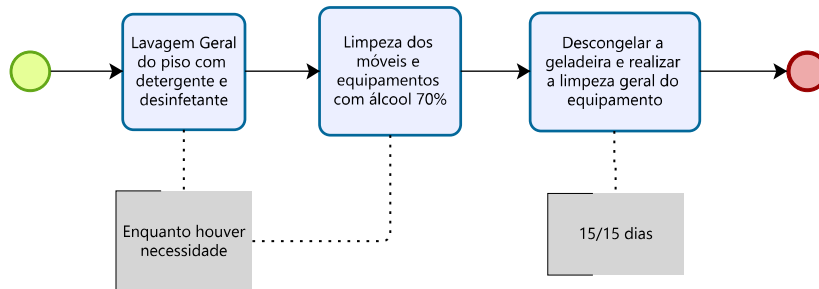 Lavagem Geral
do piso com
detergente e
desinfetante
Limpeza dos
móveis e
equipamentos
com álcool 70%
Descongelar a
geladeira e realizar
a limpeza geral do
equipamento
Enquanto houver
necessidade
15/15 dias